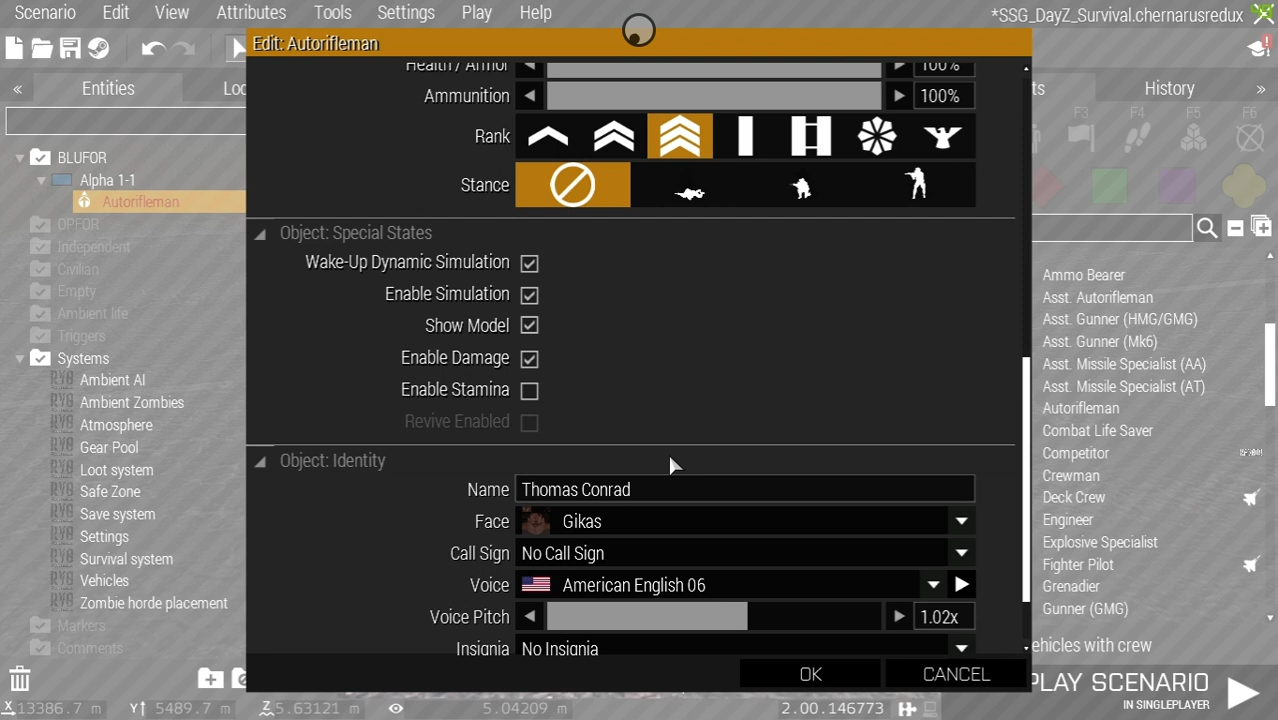 Scenario Edit View Attributes Tools Settings Play Help *SSG_DayZ_Survival.chernarusredux
Edit: Autorifleman
Entities
History
Health / Armor 100%
Ammunition 100%
Rank
Stance
Object: Special States
Wake-Up Dynamic Simulation
Enable Simulation
Show Model
Enable Damage
Enable Stamina
Revive Enabled
Object: Identity
Name Thomas Conrad
Face Gikas
Call Sign No Call Sign
Voice American English 06
Voice Pitch 1.02x
Insignia No Insignia
OK CANCEL
BLUFOR
Alpha 1-1
Autorifleman
OPFOR
Independent
Civilian
Empty
Ambient life
Triggers
Systems
Ambient AI
Ambient Zombies
Atmosphere
Gear Pool
Loot system
Safe Zone
Save system
Settings
Survival system
Vehicles
Zombie horde placement
Markers
Comments
F3 F4 F5 F6
Ammo Bearer
Asst. Autorifleman
Asst. Gunner (HMG/GMG)
Asst. Gunner (Mk6)
Asst. Missile Specialist (AA)
Asst. Missile Specialist (AT)
Autorifleman
Combat Life Saver
Competitor
Crewman
Deck Crew
Engineer
Explosive Specialist
Fighter Pilot
Grenadier
Gunner (GMG)
vehicles with crew
PLAY SCENARIO
IN SINGLEPLAYER
X 13386.7 m Y 5489.7 m Z 5.63121 m 5.04209 m 2.00.146773